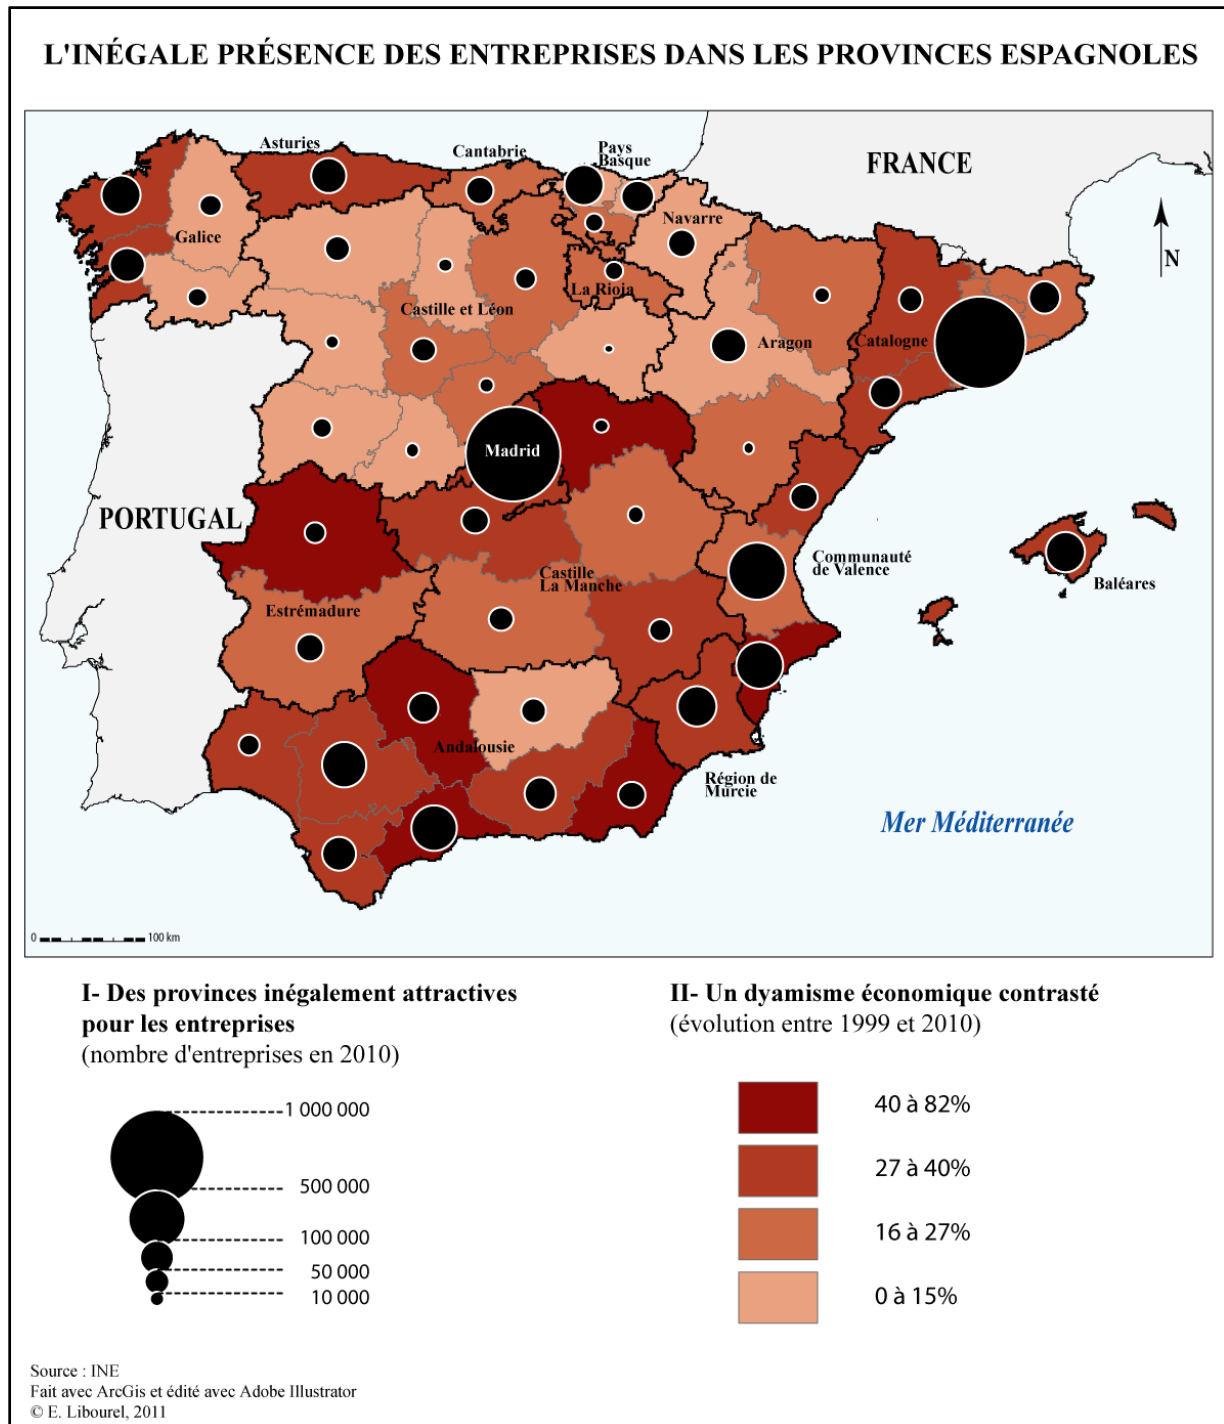 L'INÉGALE PRÉSENCE DES ENTREPRISES DANS LES PROVINCES ESPAGNOLES
Asturies
Cantabrie
Pays
Basque
FRANCE
Navarre
Galice
N
La Rioja
Castille et Léon
Aragon
Catalogne
Madrid
PORTUGAL
Communauté
de Valence
Castille
La Manche
Baléares
Estrémadure
Andalousie
Région de
Murcie
Mer Méditerranée
0 100 km
I- Des provinces inégalement attractives
pour les entreprises
(nombre d'entreprises en 2010)
1 000 000
500 000
100 000
50 000
10 000
II- Un dyamisme économique contrasté
(évolution entre 1999 et 2010)
40 à 82%
27 à 40%
16 à 27%
0 à 15%
Source : INE
Fait avec ArcGis et édité avec Adobe Illustrator
© E. Libourel, 2011